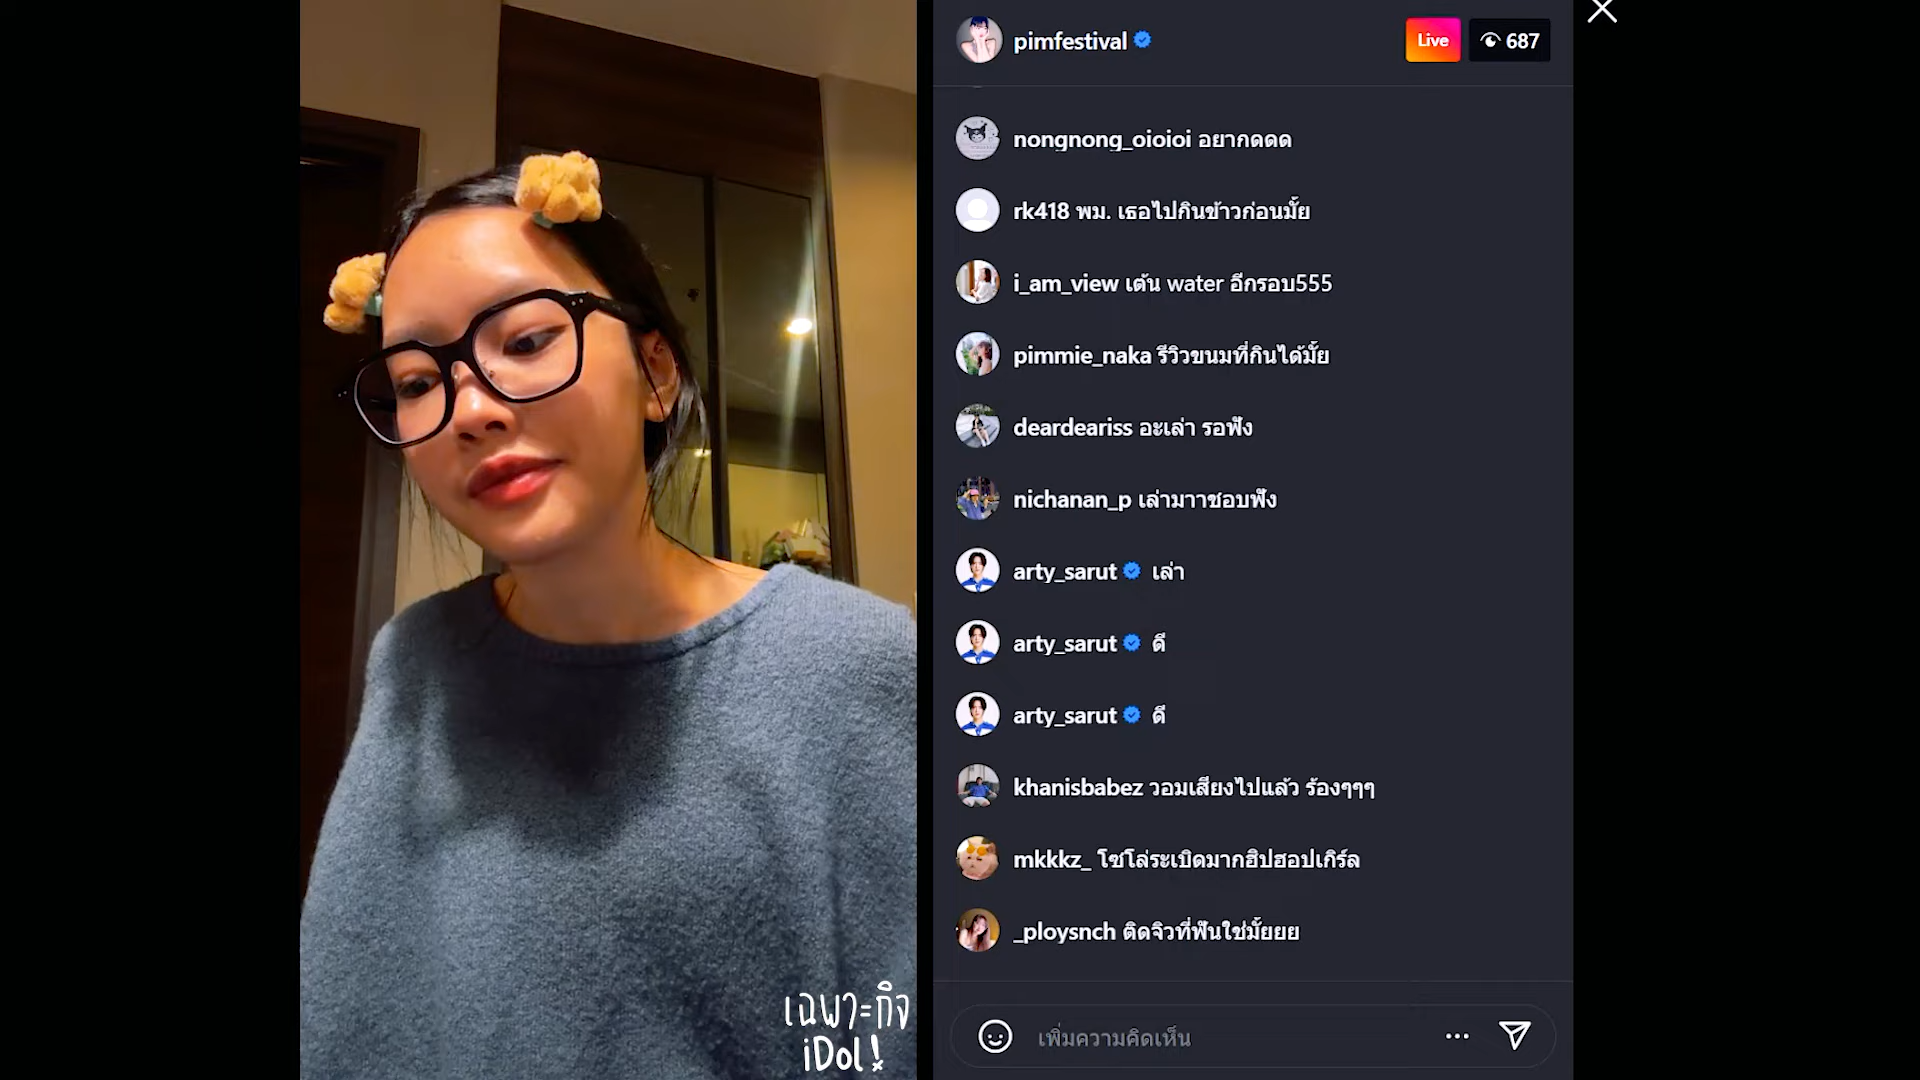 pimfestival
Live
687
nongnong_oioioi อยากดดด
rk418 พม. เธอไปกินข้าวก่อนมั้ย
i_am_view เต้น water อีกรอบ555
pimmie_naka รีวิวขนมที่กินได้มั้ย
deardeariss อะเล่า รอฟัง
nichanan_p เล่ามาาชอบฟัง
arty_sarut เล่า
arty_sarut ดี
arty_sarut ดี
khanisbabez วอมเสียงไปแล้ว ร้องๆๆๆ
mkkkz_ โซโล่ระเบิดมากฮิปฮอปเกิร์ล
_ploysnch ติดจิวที่ฟันใช่มั้ยยย
เพิ่มความคิดเห็น
เฉพาะกิจ
iDol!